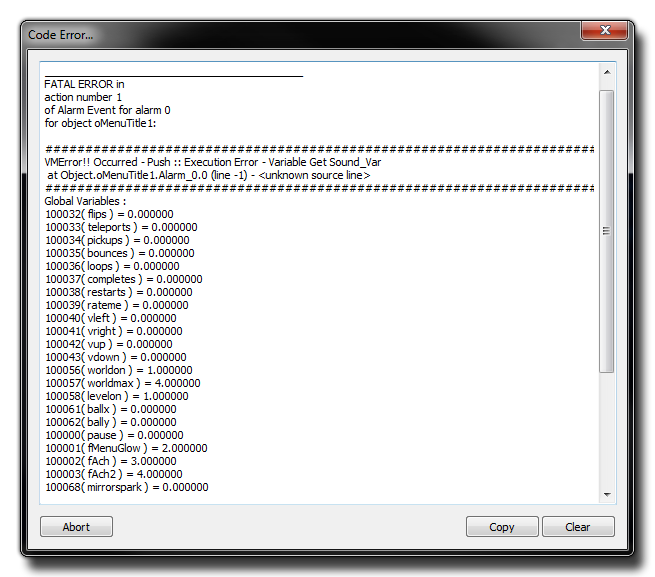 Code Error...
FATAL ERROR in
action number 1
of Alarm Event for alarm 0
for object oMenuTitle1:
##########################################################################
VMError!! Occurred - Push :: Execution Error - Variable Get Sound_Var
at Object.oMenuTitle1.Alarm_0.0 (line -1) - <unknown source line>
##########################################################################
Global Variables :
100032( flips ) = 0.000000
100033( teleports ) = 0.000000
100034( pickups ) = 0.000000
100035( bounces ) = 0.000000
100036( loops ) = 0.000000
100037( completes ) = 0.000000
100038( restarts ) = 0.000000
100039( rateme ) = 0.000000
100040( vleft ) = 0.000000
100041( vright ) = 0.000000
100042( vup ) = 0.000000
100043( vdown ) = 0.000000
100056( worldon ) = 1.000000
100057( worldmax ) = 4.000000
100058( levelon ) = 1.000000
100061( ballx ) = 0.000000
100062( bally ) = 0.000000
100000( pause ) = 0.000000
100001( fMenuGlow ) = 2.000000
100002( fAch ) = 3.000000
100003( fAch2 ) = 4.000000
100068( mirrorspark ) = 0.000000
Abort
Copy
Clear